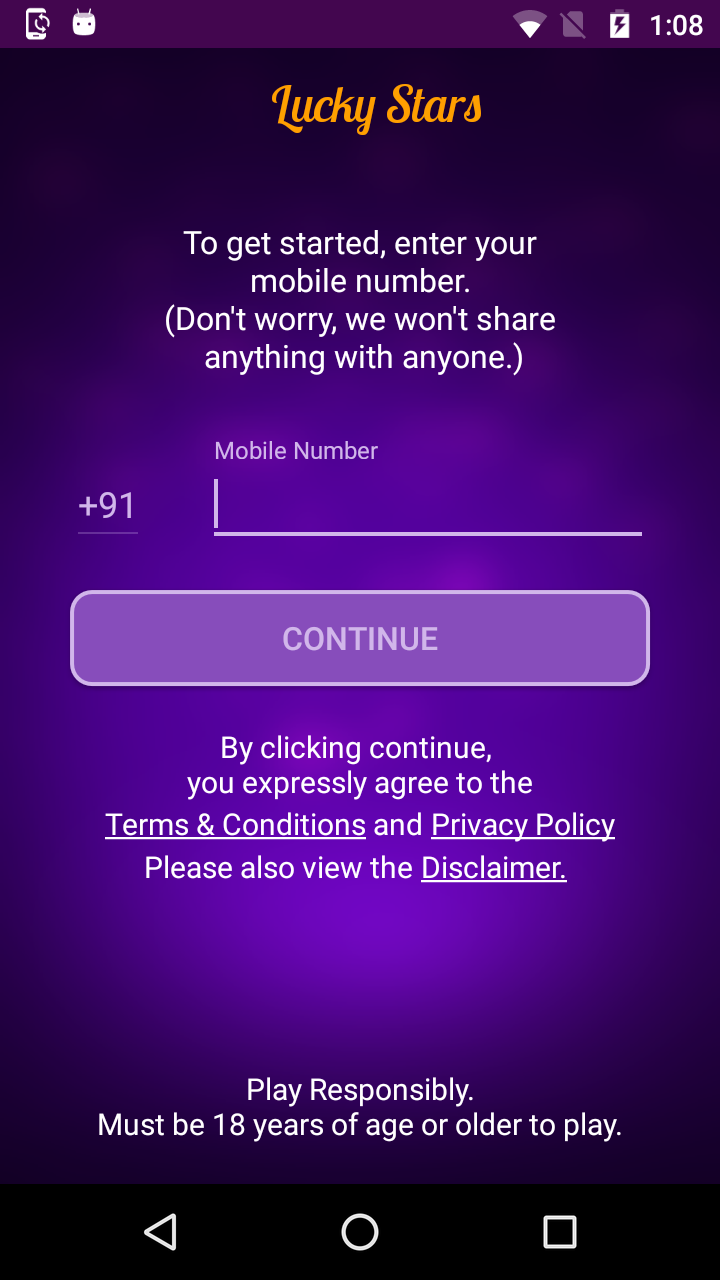 1:08
Lucky Stars
To get started, enter your
mobile number.
(Don't worry, we won't share
anything with anyone.)
Mobile Number
+91
CONTINUE
By clicking continue,
you expressly agree to the
Terms & Conditions and Privacy Policy
Please also view the Disclaimer.
Play Responsibly.
Must be 18 years of age or older to play.